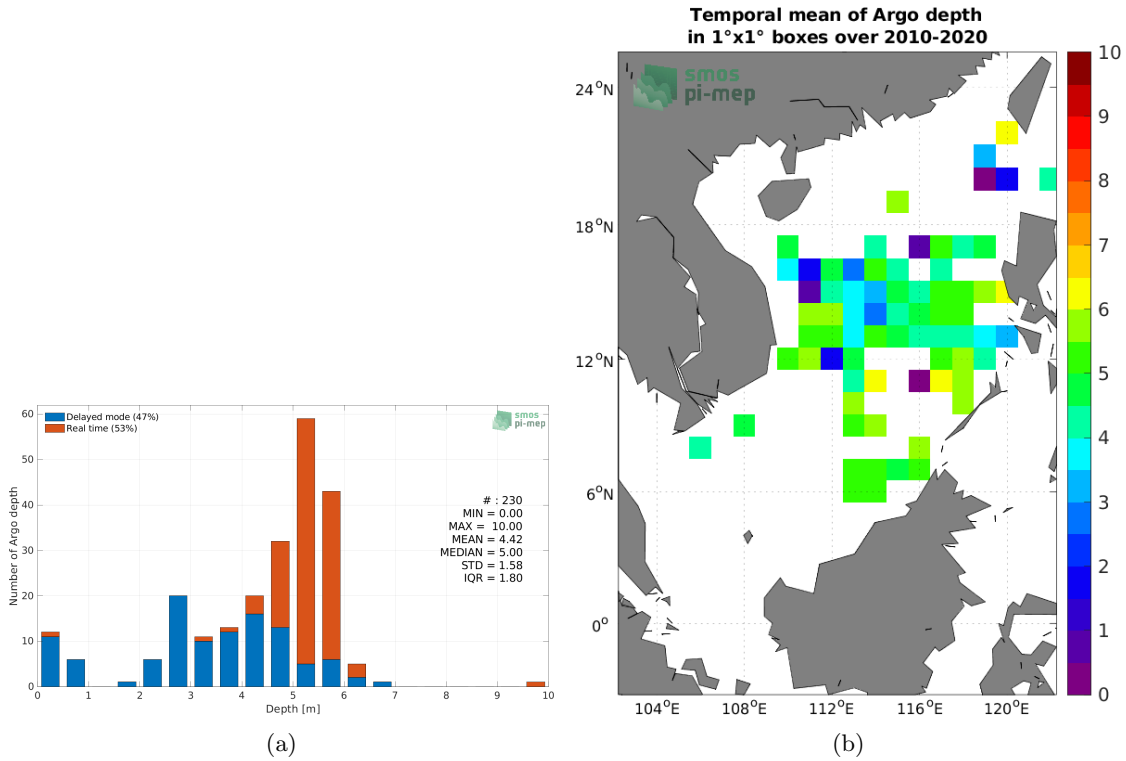 Temporal mean of Argo depth
in 1°x1° boxes over 2010-2020
smos
pi-mep
24°N
18°N
12°N
6°N
0°
104°E
108°E
112°E
116°E
120°E
10
9
8
7
6
5
4
3
2
1
0
Delayed mode (47%)
Real time (53%)
smos
pi-mep
# : 230
MIN = 0.00
MAX = 10.00
MEAN = 4.42
MEDIAN = 5.00
STD = 1.58
IQR = 1.80
Number of Argo depth
60
50
40
30
20
10
0
0 1 2 3 4 5 6 7 8 9 10
Depth [m]
(a)
(b)